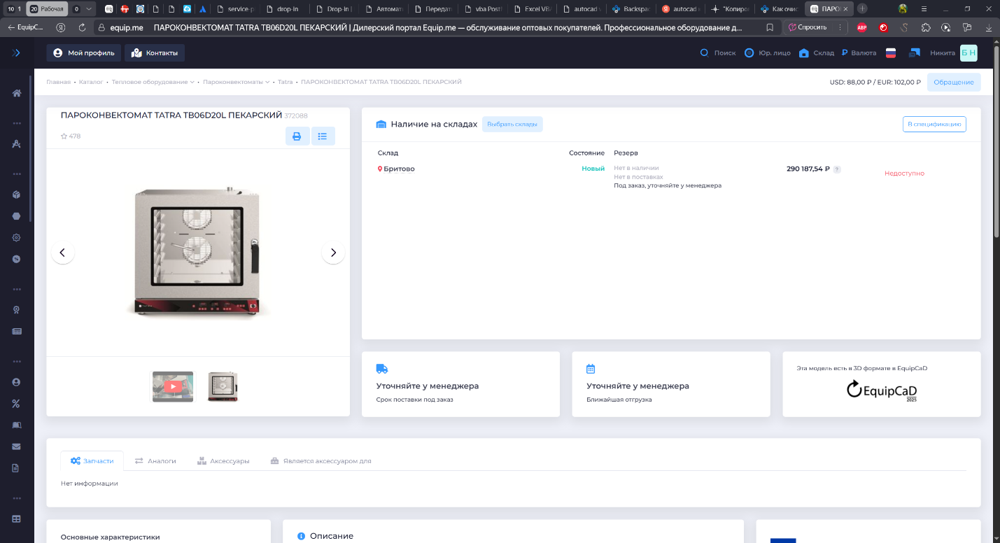 10 1 20 Рабочая 0 service-p drop-In Drop-in | Автомат Передат vba Postf Excel VBA autocad v Backspac autocad к "Копиро Как очис ПАРОК
EquipC... equip.me ПАРОКОНВЕКТОМАТ TATRA TB06D20L ПЕКАРСКИЙ | Дилерский портал Equip.me — обслуживание оптовых покупателей. Профессиональное оборудование д... Спросить ABP
Мой профиль Контакты Поиск Юр. лицо Склад Валюта Никита Б Н
Главная • Каталог • Тепловое оборудование • Пароконвектоматы • Tatra • ПАРОКОНВЕКТОМАТ TATRA TB06D20L ПЕКАРСКИЙ USD: 88,00 ₽ / EUR: 102,00 ₽ Обращение
ПАРОКОНВЕКТОМАТ TATRA TB06D20L ПЕКАРСКИЙ 372088
478
Наличие на складах Выбрать склады В спецификацию
Склад Состояние Резерв
Бритово Новый Нет в наличии 290 187,54 ₽ ? Недоступно
Нет в поставках
Под заказ, уточняйте у менеджера
Уточняйте у менеджера
Срок поставки под заказ
Уточняйте у менеджера
Ближайшая отгрузка
Эта модель есть в 3D формате в EquipCaD
EquipCaD
2025
Запчасти Аналоги Аксессуары Является аксессуаром для
Нет информации
Основные характеристики
Описание